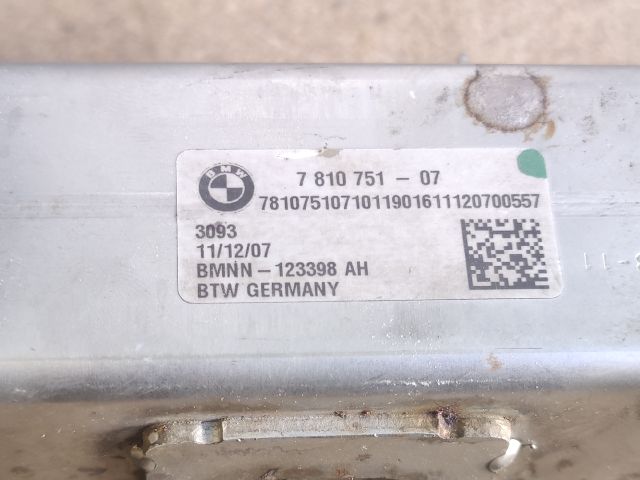 BMW
7 810 751 - 07
7810751071011901611120700557
3093
11/12/07
BMNN - 123398 AH
BTW GERMANY